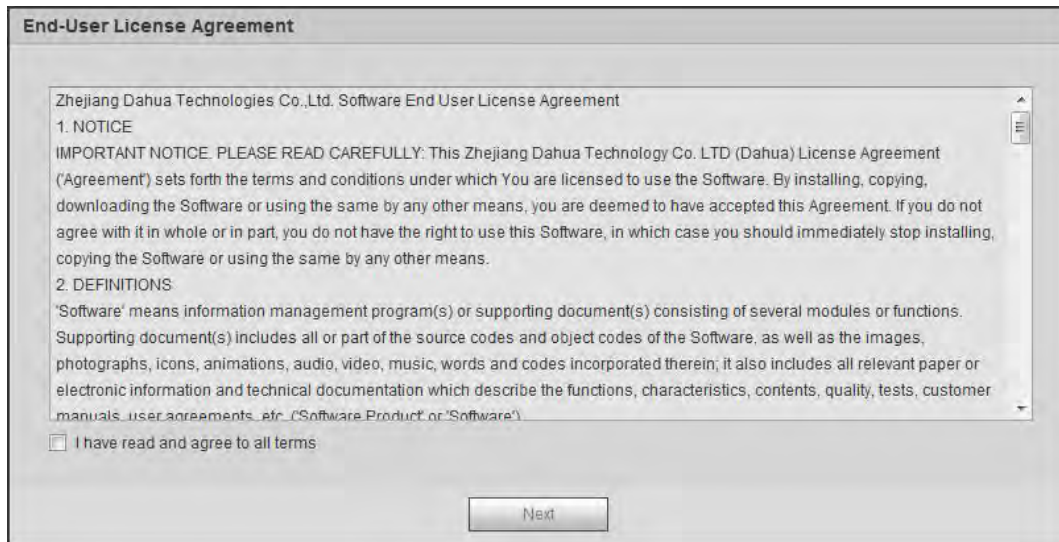 End-User License Agreement
Zhejiang Dahua Technologies Co.,Ltd. Software End User License Agreement
1. NOTICE
IMPORTANT NOTICE. PLEASE READ CAREFULLY: This Zhejiang Dahua Technology Co. LTD (Dahua) License Agreement
('Agreement') sets forth the terms and conditions under which You are licensed to use the Software. By installing, copying,
downloading the Software or using the same by any other means, you are deemed to have accepted this Agreement. If you do not
agree with it in whole or in part, you do not have the right to use this Software, in which case you should immediately stop installing,
copying the Software or using the same by any other means.
2. DEFINITIONS
'Software' means information management program(s) or supporting document(s) consisting of several modules or functions.
Supporting document(s) includes all or part of the source codes and object codes of the Software, as well as the images,
photographs, icons, animations, audio, video, music, words and codes incorporated therein; it also includes all relevant paper or
electronic information and technical documentation which describe the functions, characteristics, contents, quality, tests, customer
manuals, user agreements, etc. ('Software Product' or 'Software')
I have read and agree to all terms
Next